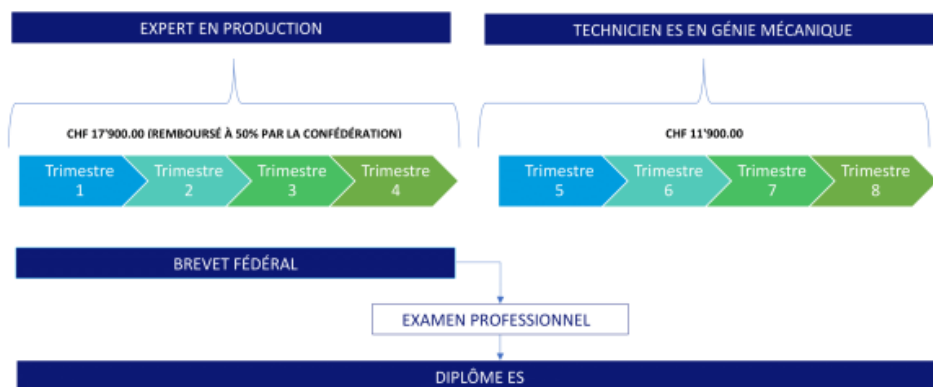 EXPERT EN PRODUCTION
TECHNICIEN ES EN GÉNIE MÉCANIQUE
CHF 17'900.00 (REMBOURSÉ À 50% PAR LA CONFÉDÉRATION)
CHF 11'900.00
Trimestre
1
Trimestre
2
Trimestre
3
Trimestre
4
Trimestre
5
Trimestre
6
Trimestre
7
Trimestre
8
BREVET FÉDÉRAL
EXAMEN PROFESSIONNEL
DIPLÔME ES